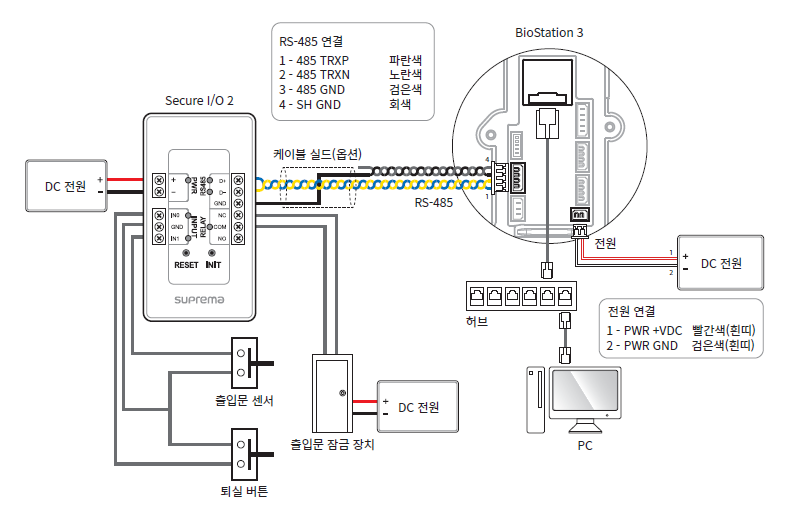 BioStation 3
RS-485 연결
1 - 485 TRXP 파란색
2 - 485 TRXN 노란색
3 - 485 GND 검은색
4 - SH GND 회색
Secure I/O 2
케이블 실드(옵션)
DC 전원
+
-
+
-
PWR
RS485
D+
D-
GND
IN0
GND
IN1
INPUT
RELAY
NC
COM
NO
RESET
INIT
suprema
4
1
RS-485
전원
1
2
+
-
DC 전원
허브
전원 연결
1 - PWR +VDC 빨간색(흰띠)
2 - PWR GND 검은색(흰띠)
출입문 센서
+
-
DC 전원
출입문 잠금 장치
PC
퇴실 버튼